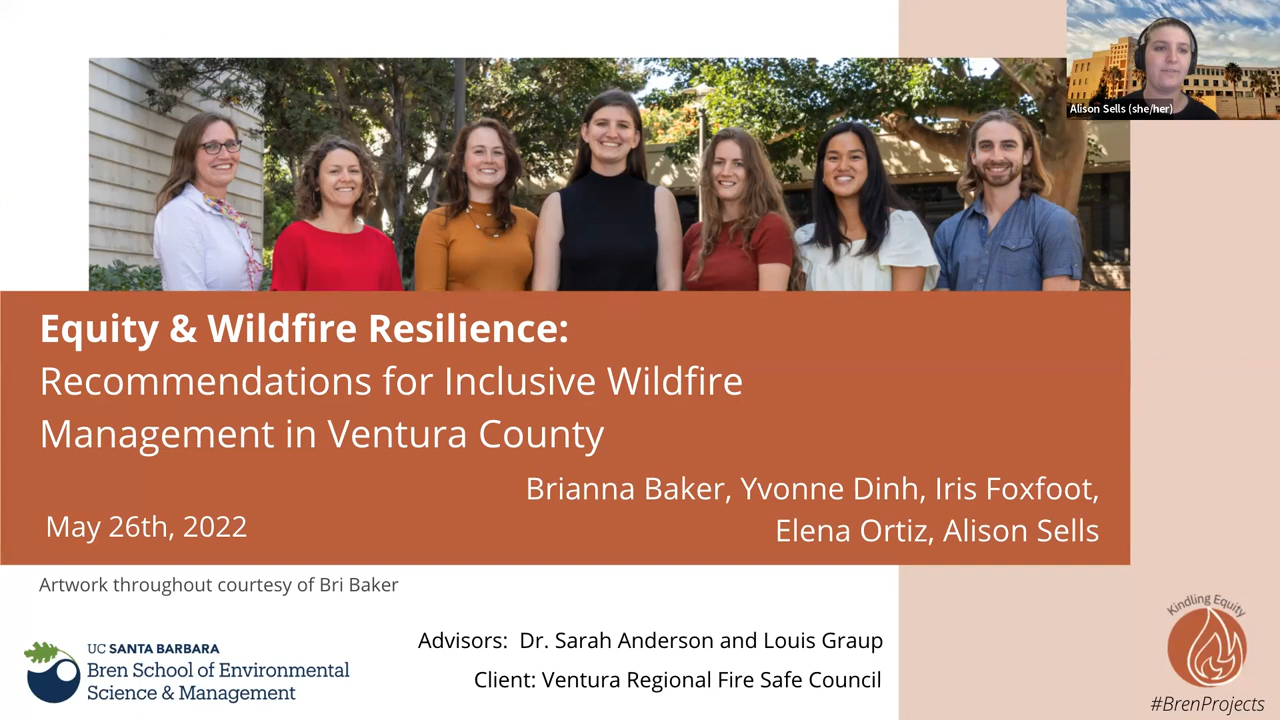 Alison Sells (she/her)
Equity & Wildfire Resilience:
Recommendations for Inclusive Wildfire
Management in Ventura County
Brianna Baker, Yvonne Dinh, Iris Foxfoot,
Elena Ortiz, Alison Sells
May 26th, 2022
Artwork throughout courtesy of Bri Baker
UC SANTA BARBARA
Bren School of Environmental
Science & Management
Advisors: Dr. Sarah Anderson and Louis Graup
Client: Ventura Regional Fire Safe Council
Kindling Equity
#BrenProjects